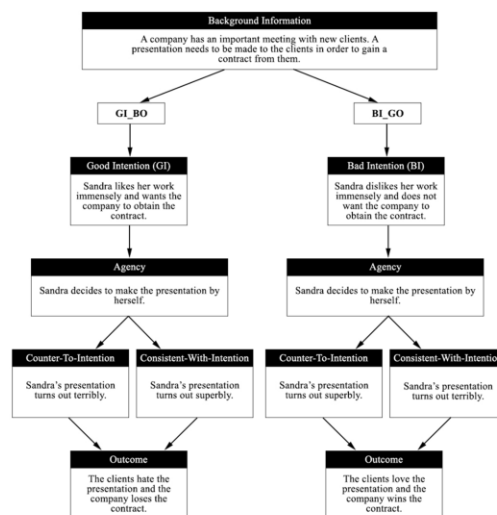 Background Information
A company has an important meeting with new clients. A
presentation needs to be made to the clients in order to gain a
contract from them.
GI_BO
BI_GO
Good Intention (GI)
Sandra likes her work
immensely and wants the
company to obtain the
contract.
Bad Intention (BI)
Sandra dislikes her work
immensely and does not
want the company to
obtain the contract.
Agency
Sandra decides to make the presentation by
herself.
Agency
Sandra decides to make the presentation by
herself.
Counter-To-Intention
Sandra's presentation
turns out terribly.
Consistent-With-Intention
Sandra's presentation
turns out superbly.
Counter-To-Intention
Sandra's presentation
turns out superbly.
Consistent-With-Intention
Sandra's presentation
turns out terribly.
Outcome
The clients hate the
presentation and the
company loses the
contract.
Outcome
The clients love the
presentation and the
company wins the
contract.